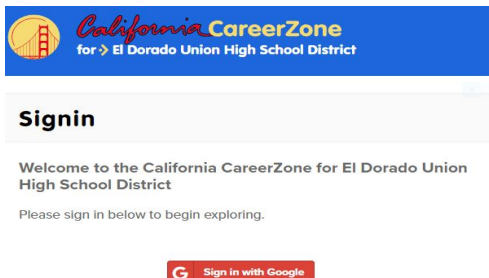 California CareerZone
for El Dorado Union High School District
Signin
Welcome to the California CareerZone for El Dorado Union
High School District
Please sign in below to begin exploring.
G Sign in with Google